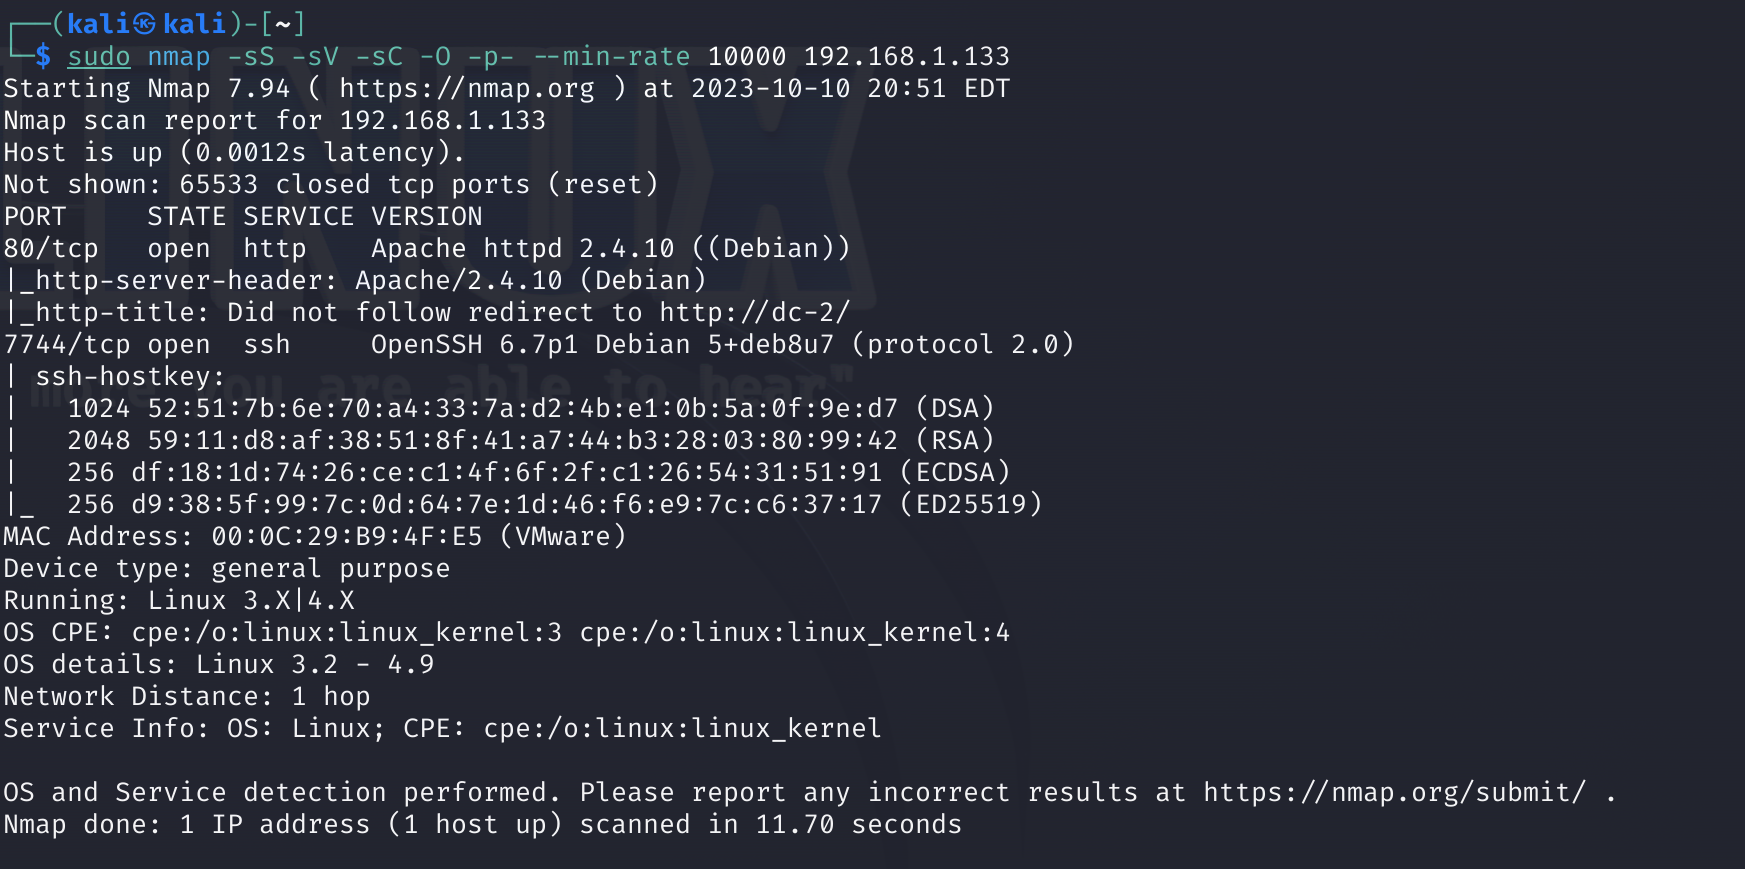 ┌──(kali㉿kali)-[~]
└─$ sudo nmap -sS -sV -sC -O -p- --min-rate 10000 192.168.1.133
Starting Nmap 7.94 ( https://nmap.org ) at 2023-10-10 20:51 EDT
Nmap scan report for 192.168.1.133
Host is up (0.0012s latency).
Not shown: 65533 closed tcp ports (reset)
PORT     STATE SERVICE VERSION
80/tcp   open  http    Apache httpd 2.4.10 ((Debian))
|_http-server-header: Apache/2.4.10 (Debian)
|_http-title: Did not follow redirect to http://dc-2/
7744/tcp open  ssh     OpenSSH 6.7p1 Debian 5+deb8u7 (protocol 2.0)
| ssh-hostkey:
|   1024 52:51:7b:6e:70:a4:33:7a:d2:4b:e1:0b:5a:0f:9e:d7 (DSA)
|   2048 59:11:d8:af:38:51:8f:41:a7:44:b3:28:03:80:99:42 (RSA)
|   256 df:18:1d:74:26:ce:c1:4f:6f:2f:c1:26:54:31:51:91 (ECDSA)
|_  256 d9:38:5f:99:7c:0d:64:7e:1d:46:f6:e9:7c:c6:37:17 (ED25519)
MAC Address: 00:0C:29:B9:4F:E5 (VMware)
Device type: general purpose
Running: Linux 3.X|4.X
OS CPE: cpe:/o:linux:linux_kernel:3 cpe:/o:linux:linux_kernel:4
OS details: Linux 3.2 - 4.9
Network Distance: 1 hop
Service Info: OS: Linux; CPE: cpe:/o:linux:linux_kernel

OS and Service detection performed. Please report any incorrect results at https://nmap.org/submit/ .
Nmap done: 1 IP address (1 host up) scanned in 11.70 seconds